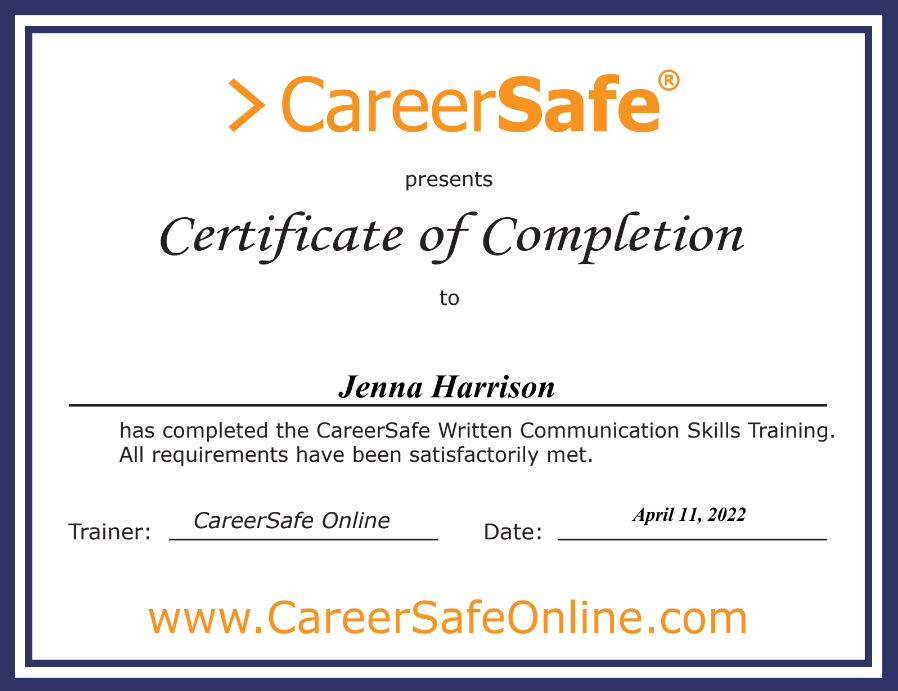 > CareerSafe®
presents
Certificate of Completion
to
Jenna Harrison
has completed the CareerSafe Written Communication Skills Training.
All requirements have been satisfactorily met.
Trainer: CareerSafe Online Date: April 11, 2022
www.CareerSafeOnline.com